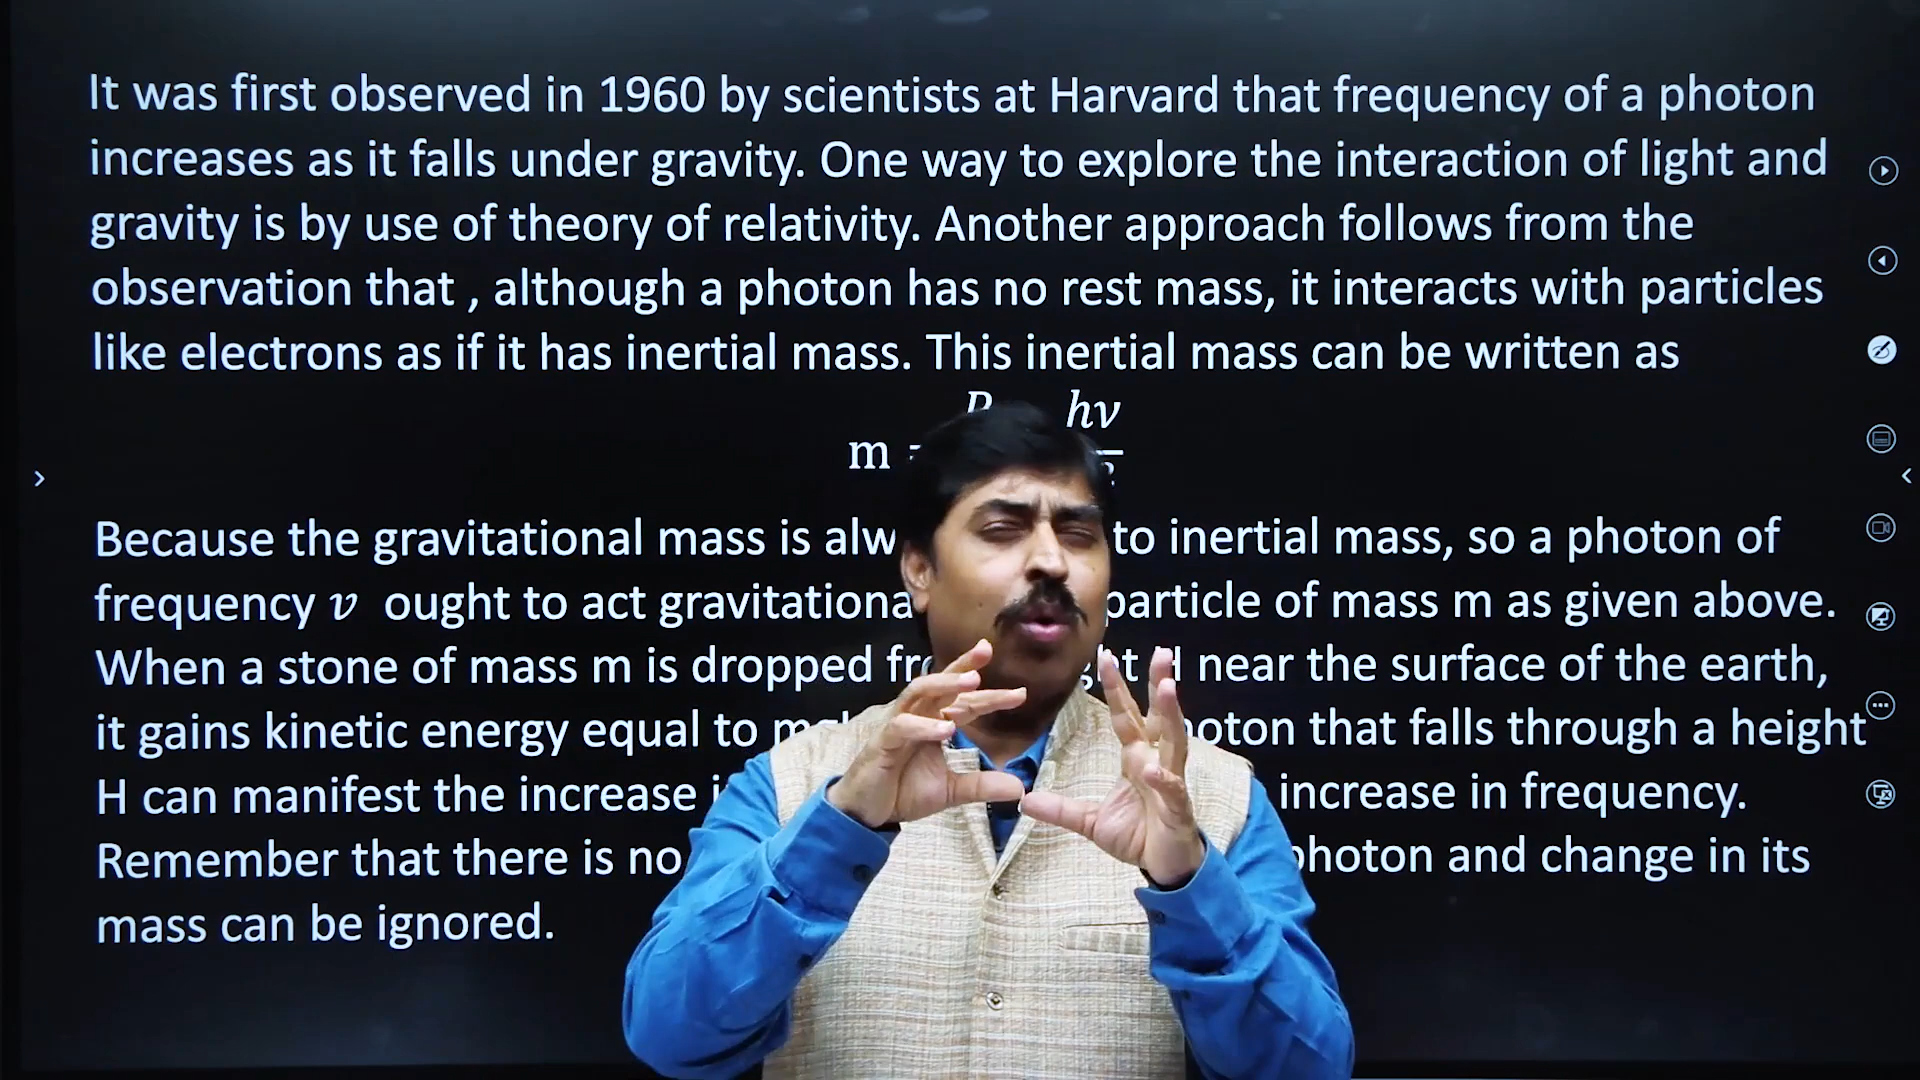 It was first observed in 1960 by scientists at Harvard that frequency of a photon
increases as it falls under gravity. One way to explore the interaction of light and
gravity is by use of theory of relativity. Another approach follows from the
observation that , although a photon has no rest mass, it interacts with particles
like electrons as if it has inertial mass. This inertial mass can be written as
m = hν
Because the gravitational mass is to inertial mass, so a photon of
frequency ν ought to act particle of mass m as given above.
When a stone of mass m is dropped H near the surface of the earth,
it gains kinetic energy equal to that falls through a height
H can manifest the increase increase in frequency.
Remember that there is no photon and change in its
mass can be ignored.